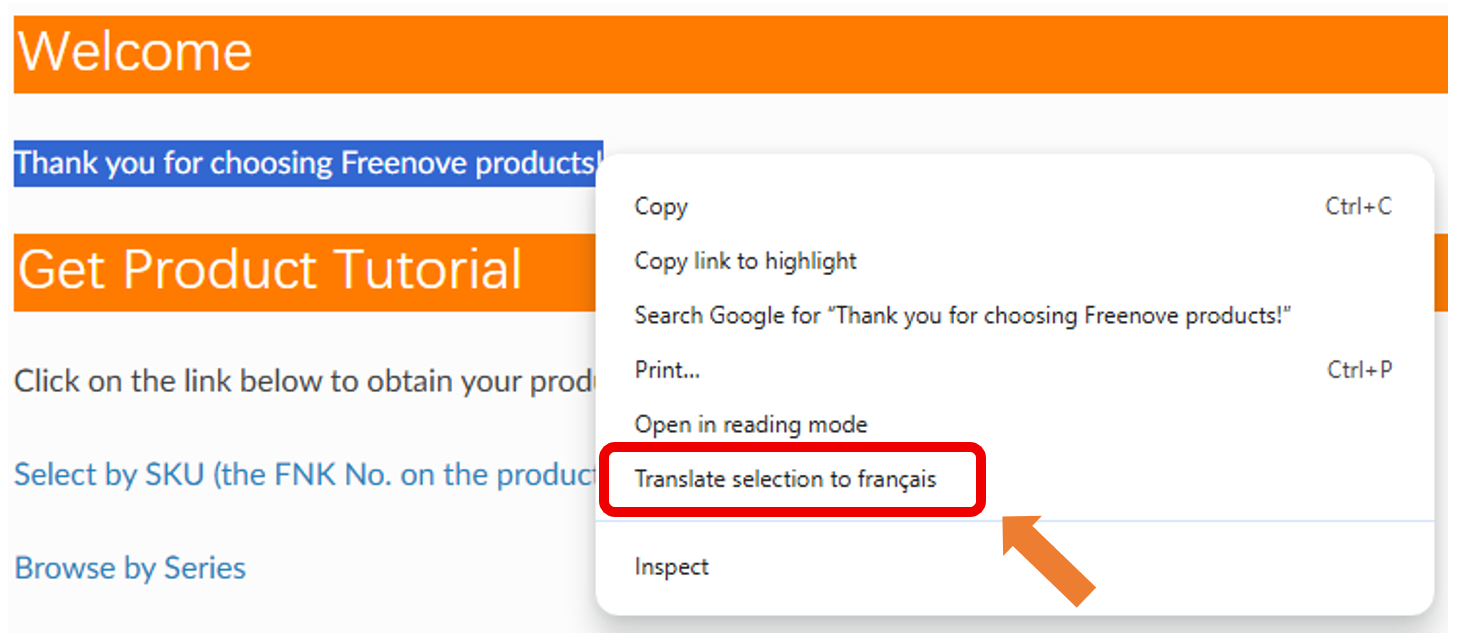 Welcome
Thank you for choosing Freenove products!
Get Product Tutorial
Click on the link below to obtain your
Select by SKU (the FNK No. on the product
Browse by Series
Copy Ctrl+C
Copy link to highlight
Search Google for “Thank you for choosing Freenove products!”
Print... Ctrl+P
Open in reading mode
Translate selection to français
Inspect